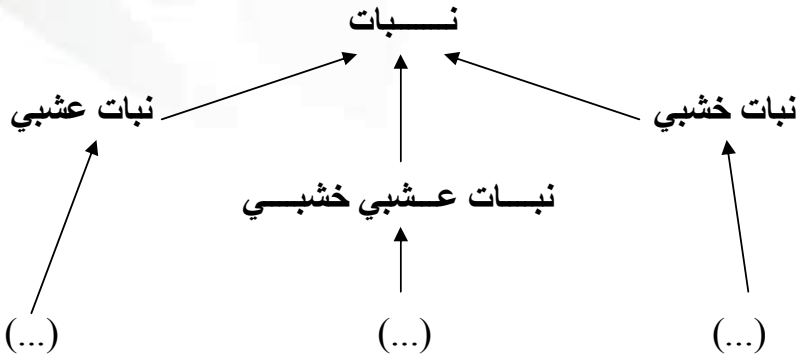 نبات
نبات خشبي
نبات عشبي
نبات عشبي خشبي
(...)
(...)
(...)